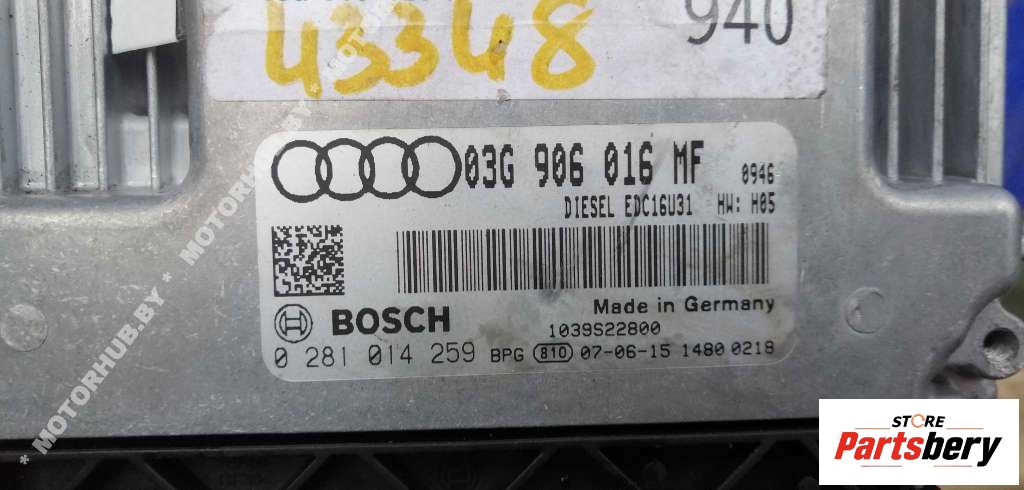 43348
940
03G 906 016 MF 0946
DIESEL EDC16U31 HW: H05
BOSCH
Made in Germany
1039S22800
0 281 014 259 BPG 810 07-06-15 1480 0218
* MOTORHUB.BY * MOTORHUB.BY *
STORE
Partsbery